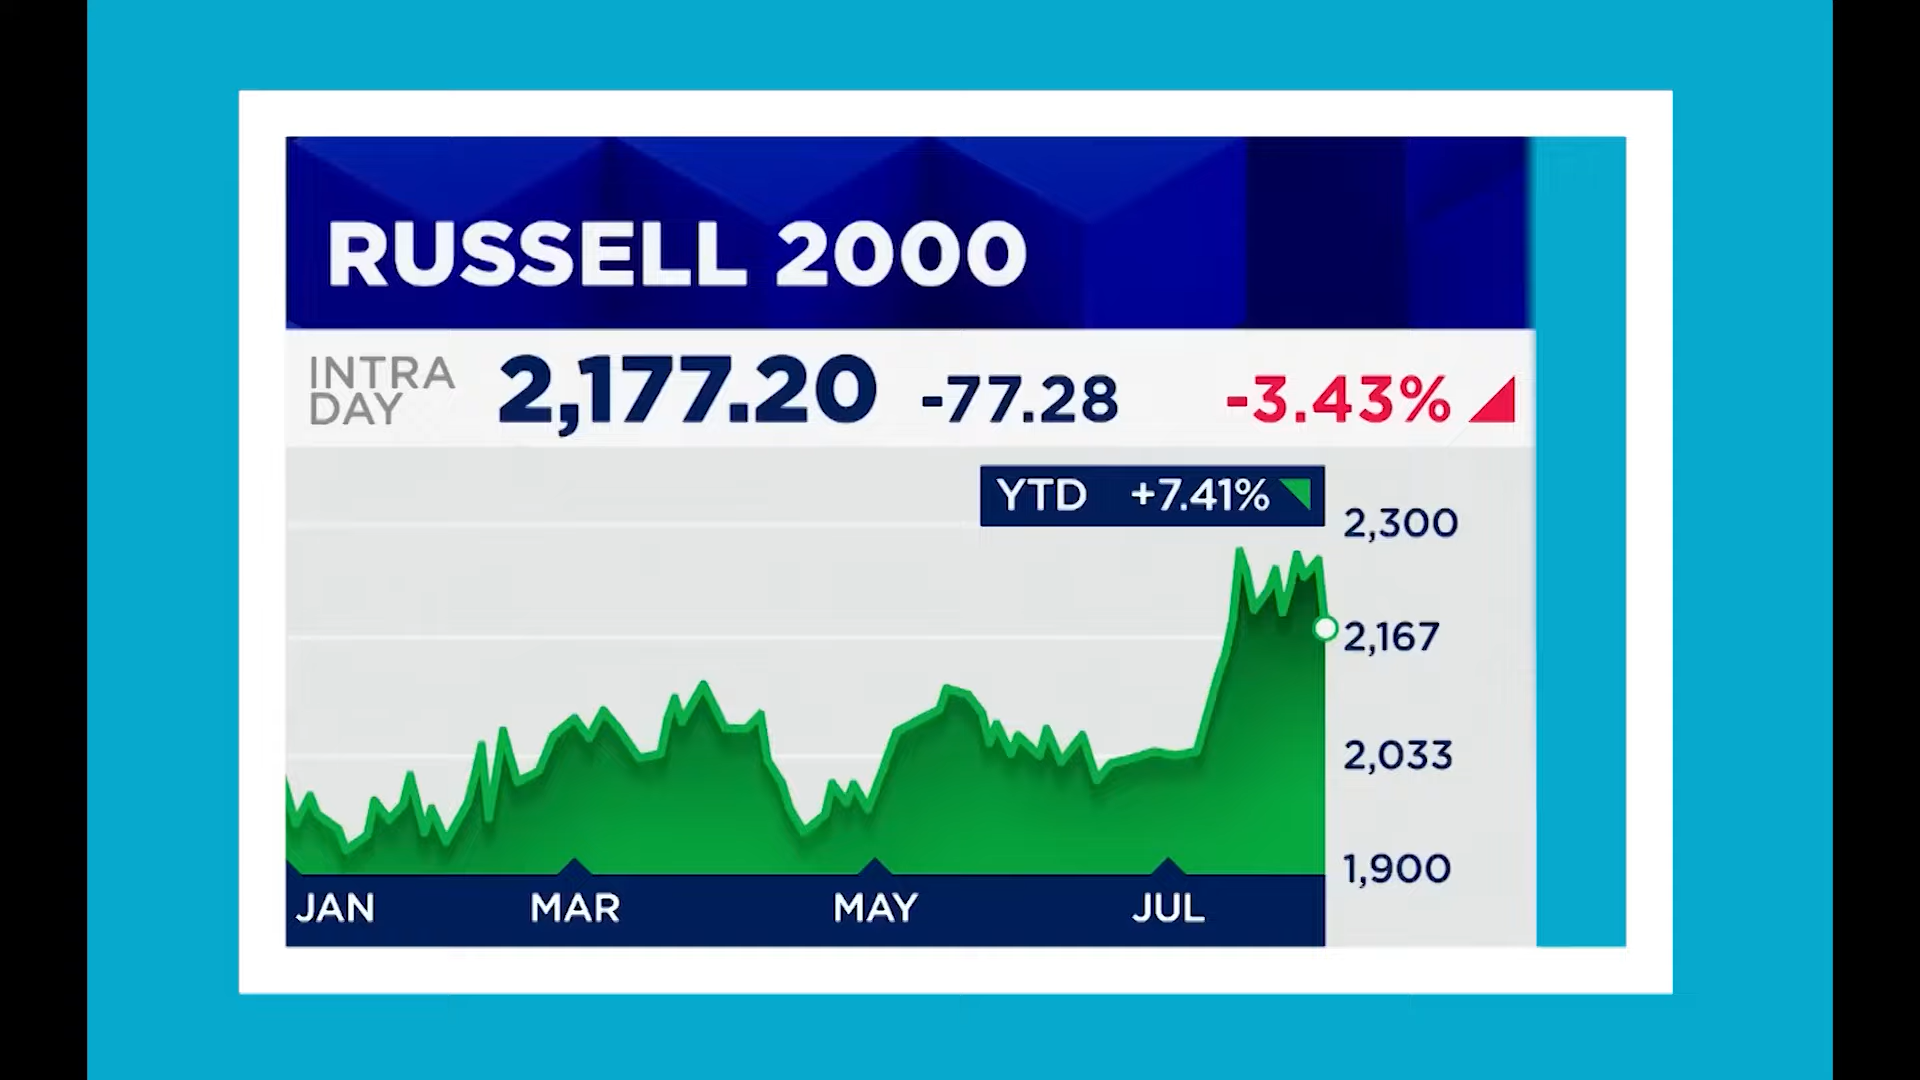 RUSSELL 2000
INTRA
DAY
2,177.20 -77.28 -3.43%
YTD +7.41%
2,300
2,167
2,033
1,900
JAN MAR MAY JUL